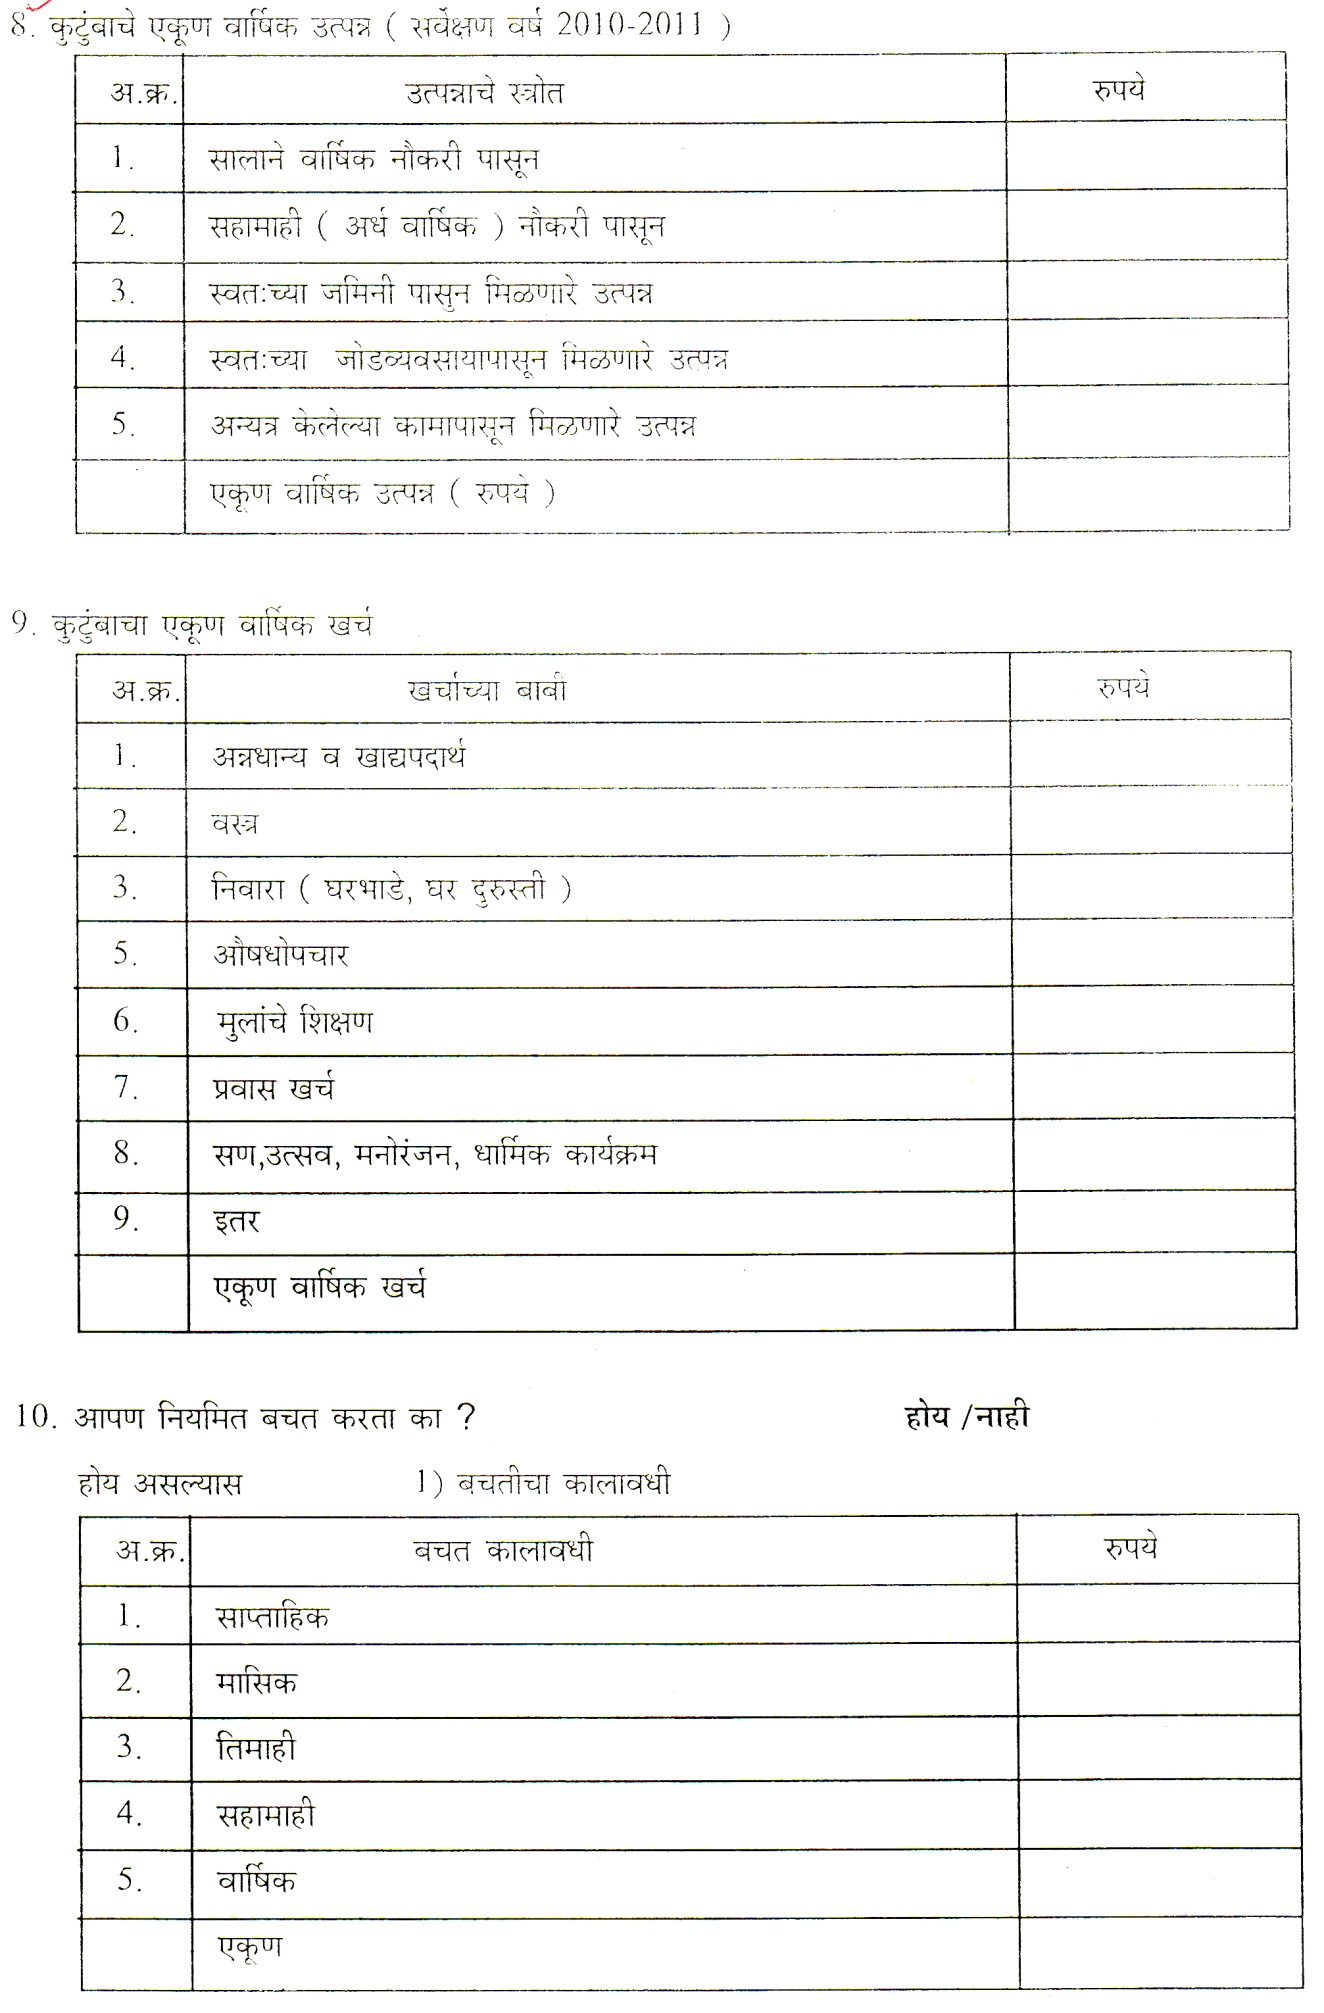 8. कुटुंबाचे एकूण वार्षिक उत्पन्न ( सर्वेक्षण वर्ष 2010-2011 )
अ.क्र. उत्पन्नाचे स्त्रोत रुपये
1. सालाने वार्षिक नौकरी पासून
2. सहामाही ( अर्ध वार्षिक ) नौकरी पासून
3. स्वतःच्या जमिनी पासुन मिळणारे उत्पन्न
4. स्वतःच्या जोडव्यवसायापासून मिळणारे उत्पन्न
5. अन्यत्र केलेल्या कामापासून मिळणारे उत्पन्न
एकूण वार्षिक उत्पन्न ( रुपये )
9. कुटुंबाचा एकूण वार्षिक खर्च
अ.क्र. खर्चाच्या बाबी रुपये
1. अन्नधान्य व खाद्यपदार्थ
2. वस्त्र
3. निवारा ( घरभाडे, घर दुरुस्ती )
5. औषधोपचार
6. मुलांचे शिक्षण
7. प्रवास खर्च
8. सण,उत्सव, मनोरंजन, धार्मिक कार्यक्रम
9. इतर
एकूण वार्षिक खर्च
10. आपण नियमित बचत करता का ? होय /नाही
होय असल्यास 1) बचतीचा कालावधी
अ.क्र. बचत कालावधी रुपये
1. साप्ताहिक
2. मासिक
3. तिमाही
4. सहामाही
5. वार्षिक
एकूण